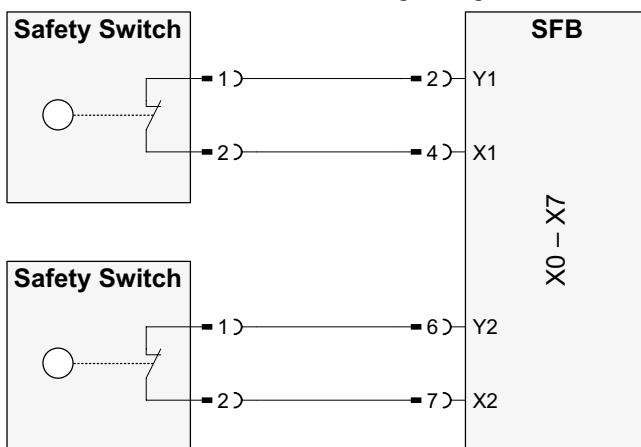 Safety Switch
SFB
1
2
Y1
2
4
X1
X0 – X7
Safety Switch
1
6
Y2
2
7
X2